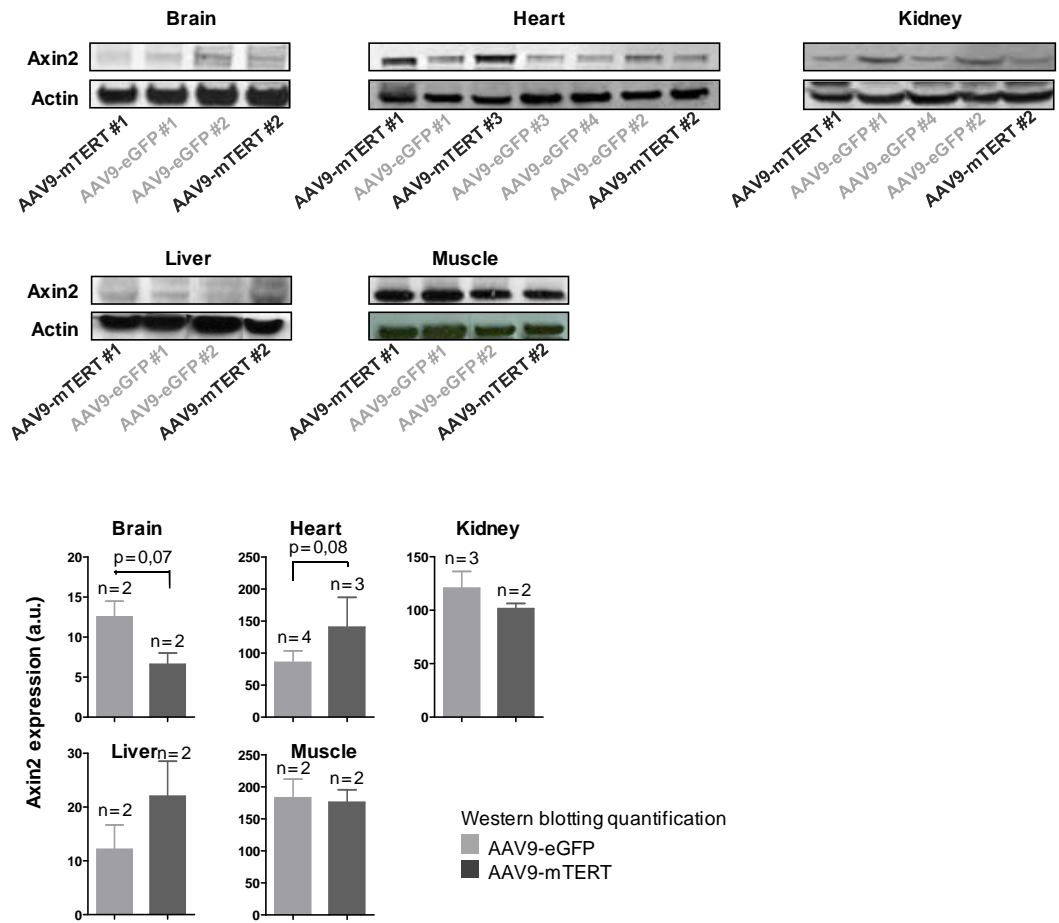 Brain Heart Kidney
Axin2
Actin
AAV9-mTERT #1 AAV9-eGFP #1 AAV9-eGFP #2 AAV9-mTERT #2
AAV9-mTERT #1 AAV9-eGFP #1 AAV9-mTERT #3 AAV9-eGFP #3 AAV9-eGFP #4 AAV9-eGFP #2 AAV9-mTERT #2
AAV9-mTERT #1 AAV9-eGFP #1 AAV9-eGFP #4 AAV9-eGFP #2 AAV9-mTERT #2
Liver Muscle
Axin2
Actin
AAV9-mTERT #1 AAV9-eGFP #1 AAV9-eGFP #2 AAV9-mTERT #2
AAV9-mTERT #1 AAV9-eGFP #1 AAV9-eGFP #2 AAV9-mTERT #2
Axin2 expression (a.u.)
Brain
p=0,07
n=2
n=2
20
15
10
5
0
Heart
p=0,08
n=4
n=3
250
200
150
100
50
0
Kidney
n=3
n=2
150
100
50
0
Liver
n=2
n=2
30
20
10
0
Muscle
n=2
n=2
250
200
150
100
50
0
Western blotting quantification
AAV9-eGFP
AAV9-mTERT